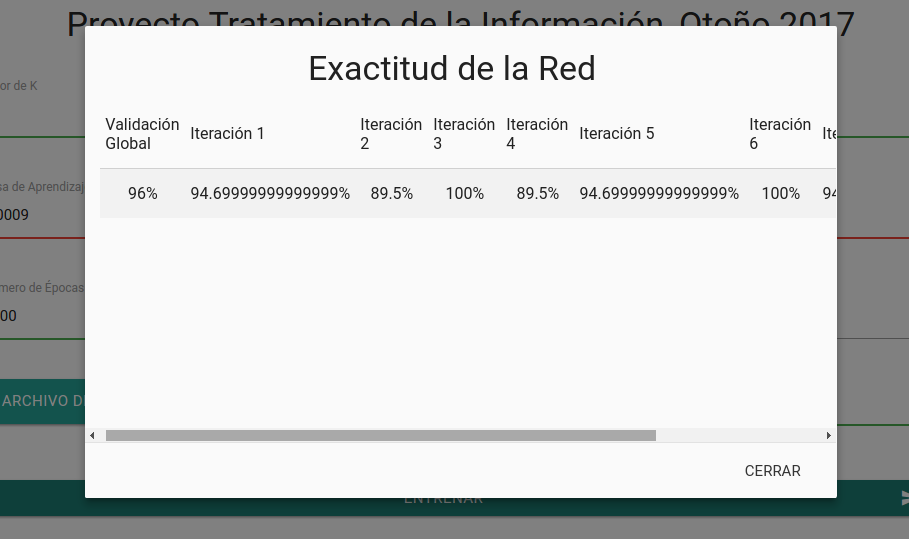 Proyecto Tratamiento de la Información, Otoño 2017
or de K
Exactitud de la Red
Validación Global
Iteración 1
Iteración 2
Iteración 3
Iteración 4
Iteración 5
Iteración 6
Ite
96%
94.69999999999999%
89.5%
100%
89.5%
94.69999999999999%
100%
94
sa de Aprendizaj
0009
mero de Épocas
00
ARCHIVO DE
CERRAR
ENTRENAR